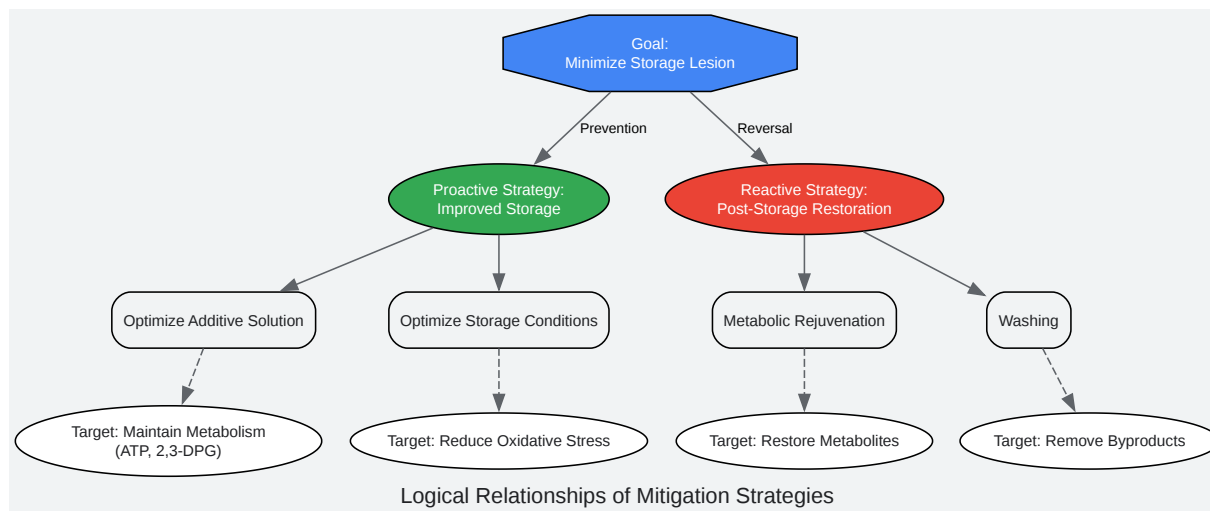 Goal:
Minimize Storage Lesion
Prevention
Reversal
Proactive Strategy:
Improved Storage
Reactive Strategy:
Post-Storage Restoration
Optimize Additive Solution
Optimize Storage Conditions
Metabolic Rejuvenation
Washing
Target: Maintain Metabolism
(ATP, 2,3-DPG)
Target: Reduce Oxidative Stress
Target: Restore Metabolites
Target: Remove Byproducts
Logical Relationships of Mitigation Strategies